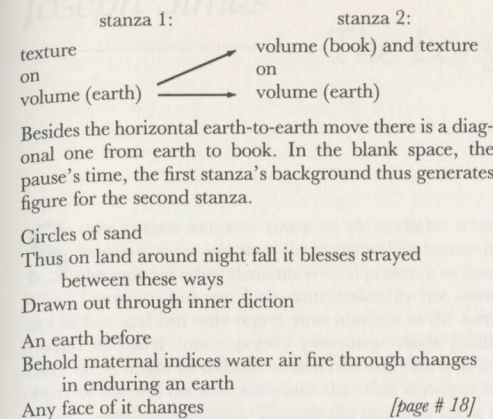 stanza 1:    stanza 2:
texture    volume (book) and texture
on    on
volume (earth)    volume (earth)
Besides the horizontal earth-to-earth move there is a diag-
onal one from earth to book. In the blank space, the
pause's time, the first stanza's background thus generates
figure for the second stanza.
Circles of sand
Thus on land around night fall it blesses strayed
between these ways
Drawn out through inner diction
An earth before
Behold maternal indices water air fire through changes
in enduring an earth
Any face of it changes    [page # 18]